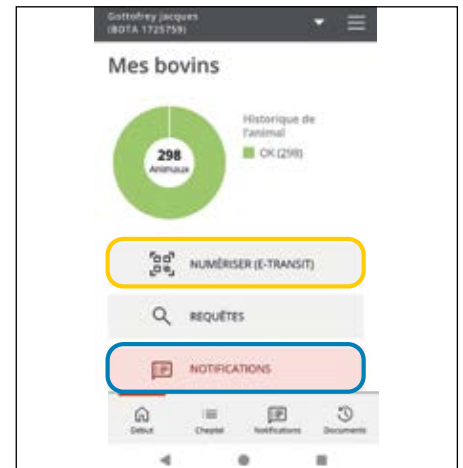 Gottofrey Jacques
(BDTA 1725759)
Mes bovins
Historique de
l'animal
OK (298)
298
Animaux
NUMÉRISER (E-TRANSIT)
REQUÊTES
NOTIFICATIONS
Début
Cheptel
Notifications
Documents